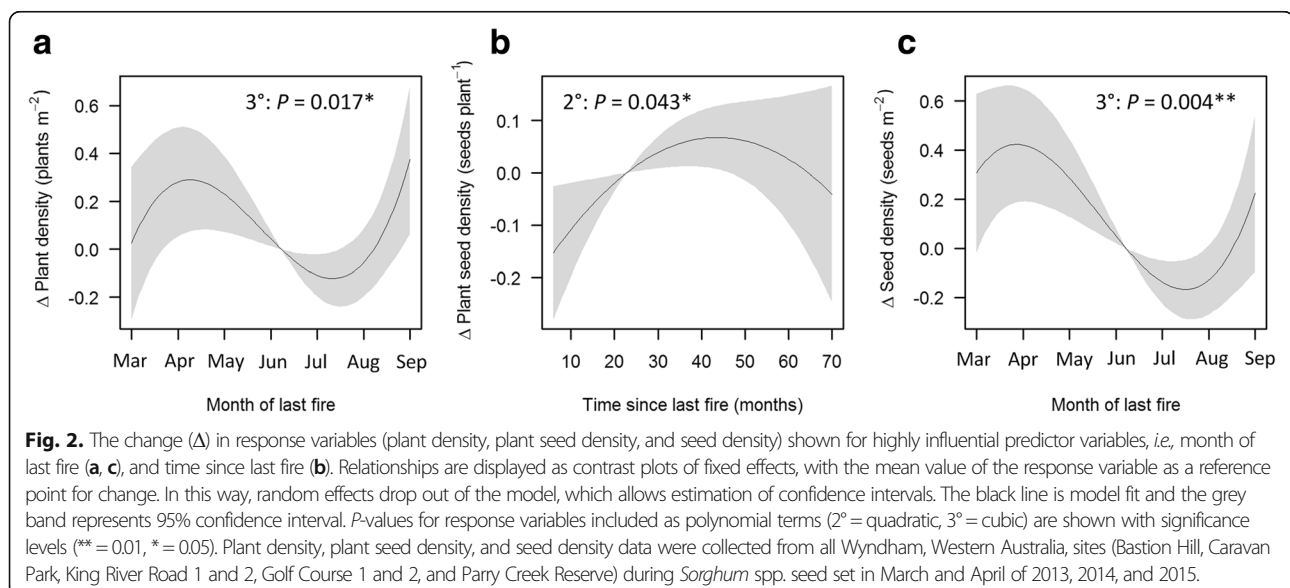 a
b
c
3°: P = 0.017*
2°: P = 0.043*
3°: P = 0.004**
Δ Plant density (plants m⁻²)
0.6
0.4
0.2
0.0
-0.2
Mar Apr May Jun Jul Aug Sep
Month of last fire
Δ Plant seed density (seeds plant⁻¹)
0.1
0.0
-0.1
-0.2
10 20 30 40 50 60 70
Time since last fire (months)
Δ Seed density (seeds m⁻²)
0.6
0.4
0.2
0.0
-0.2
Mar Apr May Jun Jul Aug Sep
Month of last fire
Fig. 2. The change (Δ) in response variables (plant density, plant seed density, and seed density) shown for highly influential predictor variables, i.e., month of
last fire (a, c), and time since last fire (b). Relationships are displayed as contrast plots of fixed effects, with the mean value of the response variable as a reference
point for change. In this way, random effects drop out of the model, which allows estimation of confidence intervals. The black line is model fit and the grey
band represents 95% confidence interval. P-values for response variables included as polynomial terms (2° = quadratic, 3° = cubic) are shown with significance
levels (** = 0.01, * = 0.05). Plant density, plant seed density, and seed density data were collected from all Wyndham, Western Australia, sites (Bastion Hill, Caravan
Park, King River Road 1 and 2, Golf Course 1 and 2, and Parry Creek Reserve) during Sorghum spp. seed set in March and April of 2013, 2014, and 2015.